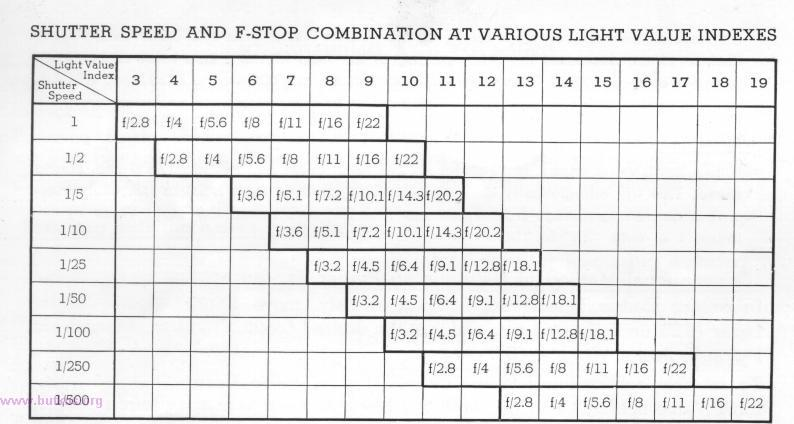 SHUTTER SPEED AND F-STOP COMBINATION AT VARIOUS LIGHT VALUE INDEXES
Light Value Index
Shutter Speed
3 4 5 6 7 8 9 10 11 12 13 14 15 16 17 18 19
1 f/2.8 f/4 f/5.6 f/8 f/11 f/16 f/22
1/2 f/2.8 f/4 f/5.6 f/8 f/11 f/16 f/22
1/5 f/3.6 f/5.1 f/7.2 f/10.1 f/14.3 f/20.2
1/10 f/3.6 f/5.1 f/7.2 f/10.1 f/14.3 f/20.2
1/25 f/3.2 f/4.5 f/6.4 f/9.1 f/12.8 f/18.1
1/50 f/3.2 f/4.5 f/6.4 f/9.1 f/12.8 f/18.1
1/100 f/3.2 f/4.5 f/6.4 f/9.1 f/12.8 f/18.1
1/250 f/2.8 f/4 f/5.6 f/8 f/11 f/16 f/22
1/500 f/2.8 f/4 f/5.6 f/8 f/11 f/16 f/22